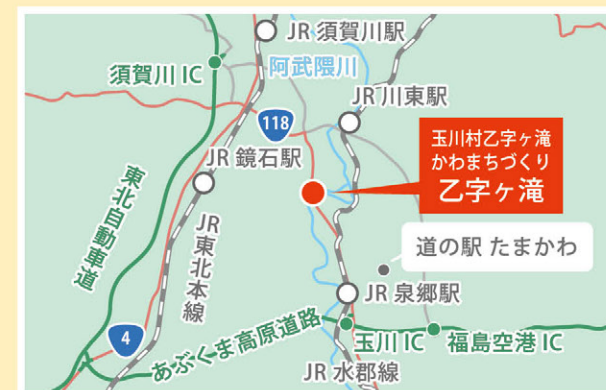 JR 須賀川駅
阿武隈川
須賀川 IC
JR 川東駅
118
JR 鏡石駅
玉川村乙字ヶ滝
かわまちづくり
乙字ヶ滝
東北自動車道
JR 東北本線
道の駅 たまかわ
JR 泉郷駅
4
あぶくま高原道路
玉川 IC
福島空港 IC
JR 水郡線